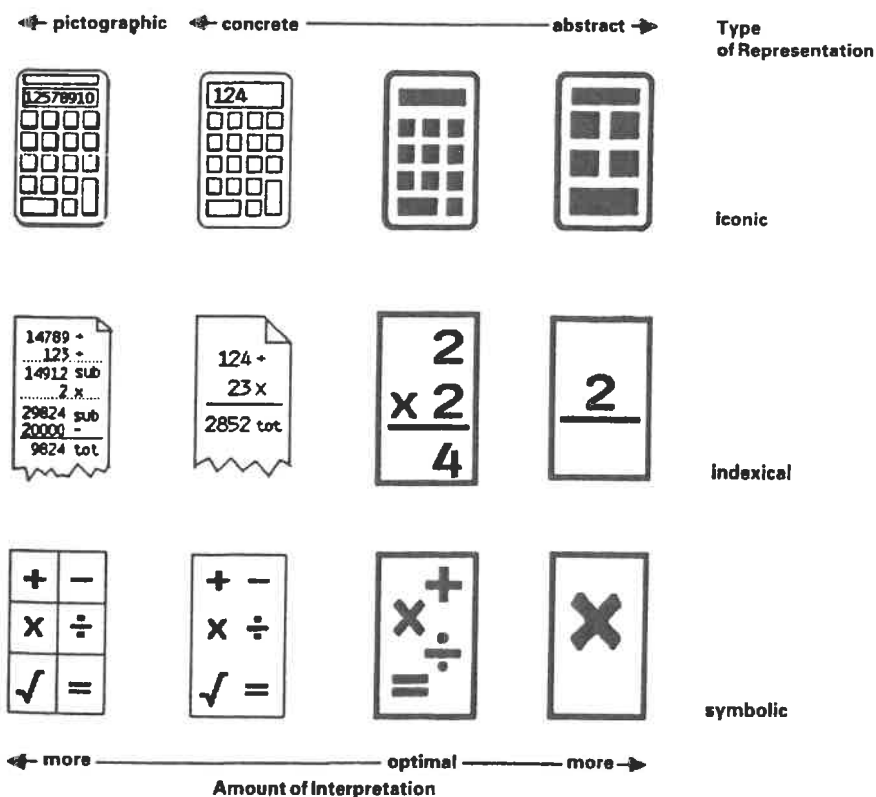 pictographic concrete abstract Type
of Representation
12578910 124
iconic
14789 +
123 +
14912 sub
2 x
29824 sub
20000 -
9824 tot
124 +
23 x
2852 tot
2
x 2
4
2
indexical
+ -
x ÷
√ =
+ -
x ÷
√ =
+
x
÷
=
x
symbolic
more optimal more
Amount of Interpretation